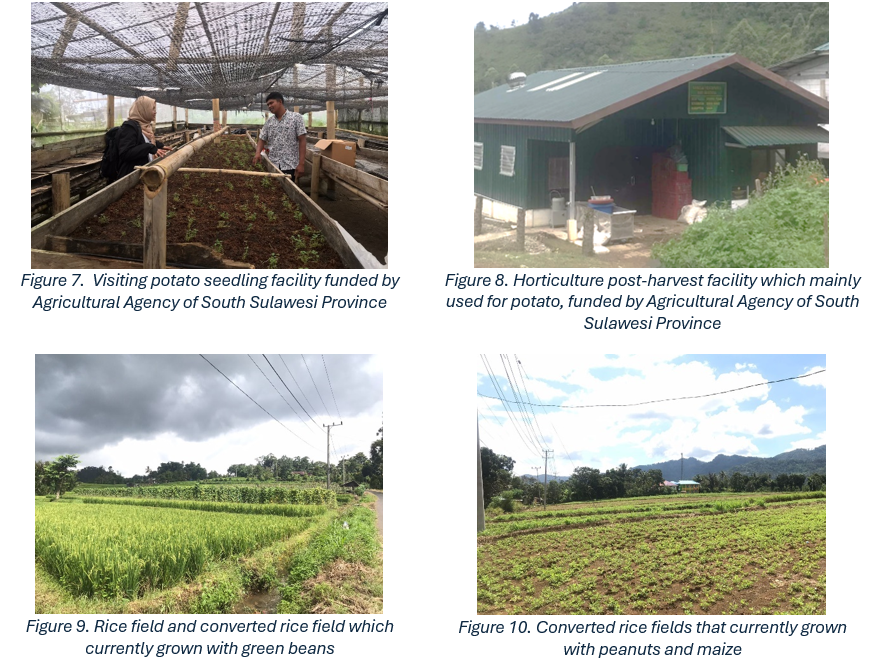 Figure 7. Visiting potato seedling facility funded by
Agricultural Agency of South Sulawesi Province
Figure 8. Horticulture post-harvest facility which mainly
used for potato, funded by Agricultural Agency of South
Sulawesi Province
Figure 9. Rice field and converted rice field which
currently grown with green beans
Figure 10. Converted rice fields that currently grown
with peanuts and maize